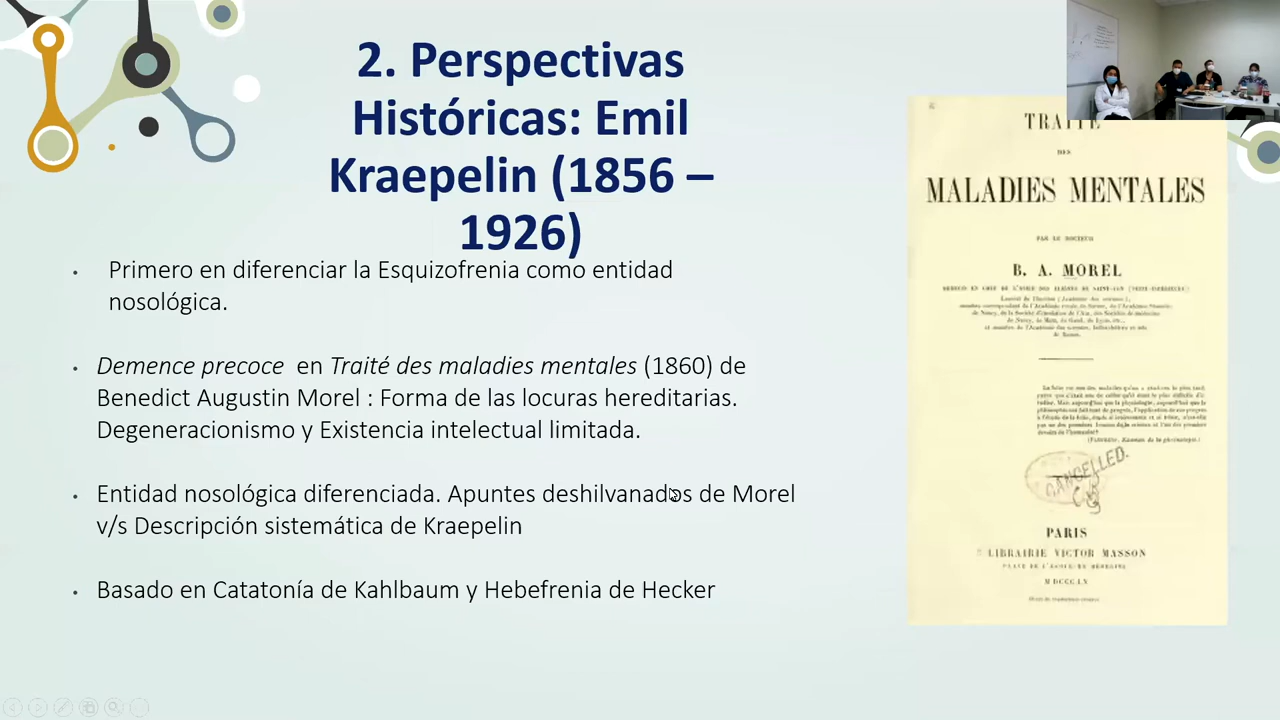 2. Perspectivas
Históricas: Emil
Kraepelin (1856 –
1926)
• Primero en diferenciar la Esquizofrenia como entidad
nosológica.
• Demence precoce en Traité des maladies mentales (1860) de
Benedict Augustin Morel : Forma de las locuras hereditarias.
Degeneracionismo y Existencia intelectual limitada.
• Entidad nosológica diferenciada. Apuntes deshilvanados de Morel
v/s Descripción sistemática de Kraepelin
• Basado en Catatonía de Kahlbaum y Hebefrenia de Hecker
TRAITÉ
DES
MALADIES MENTALES
PAR LE DOCTEUR
B. A. MOREL
CANCELLED.
PARIS
LIBRAIRIE VICTOR MASSON
MDCCCLX